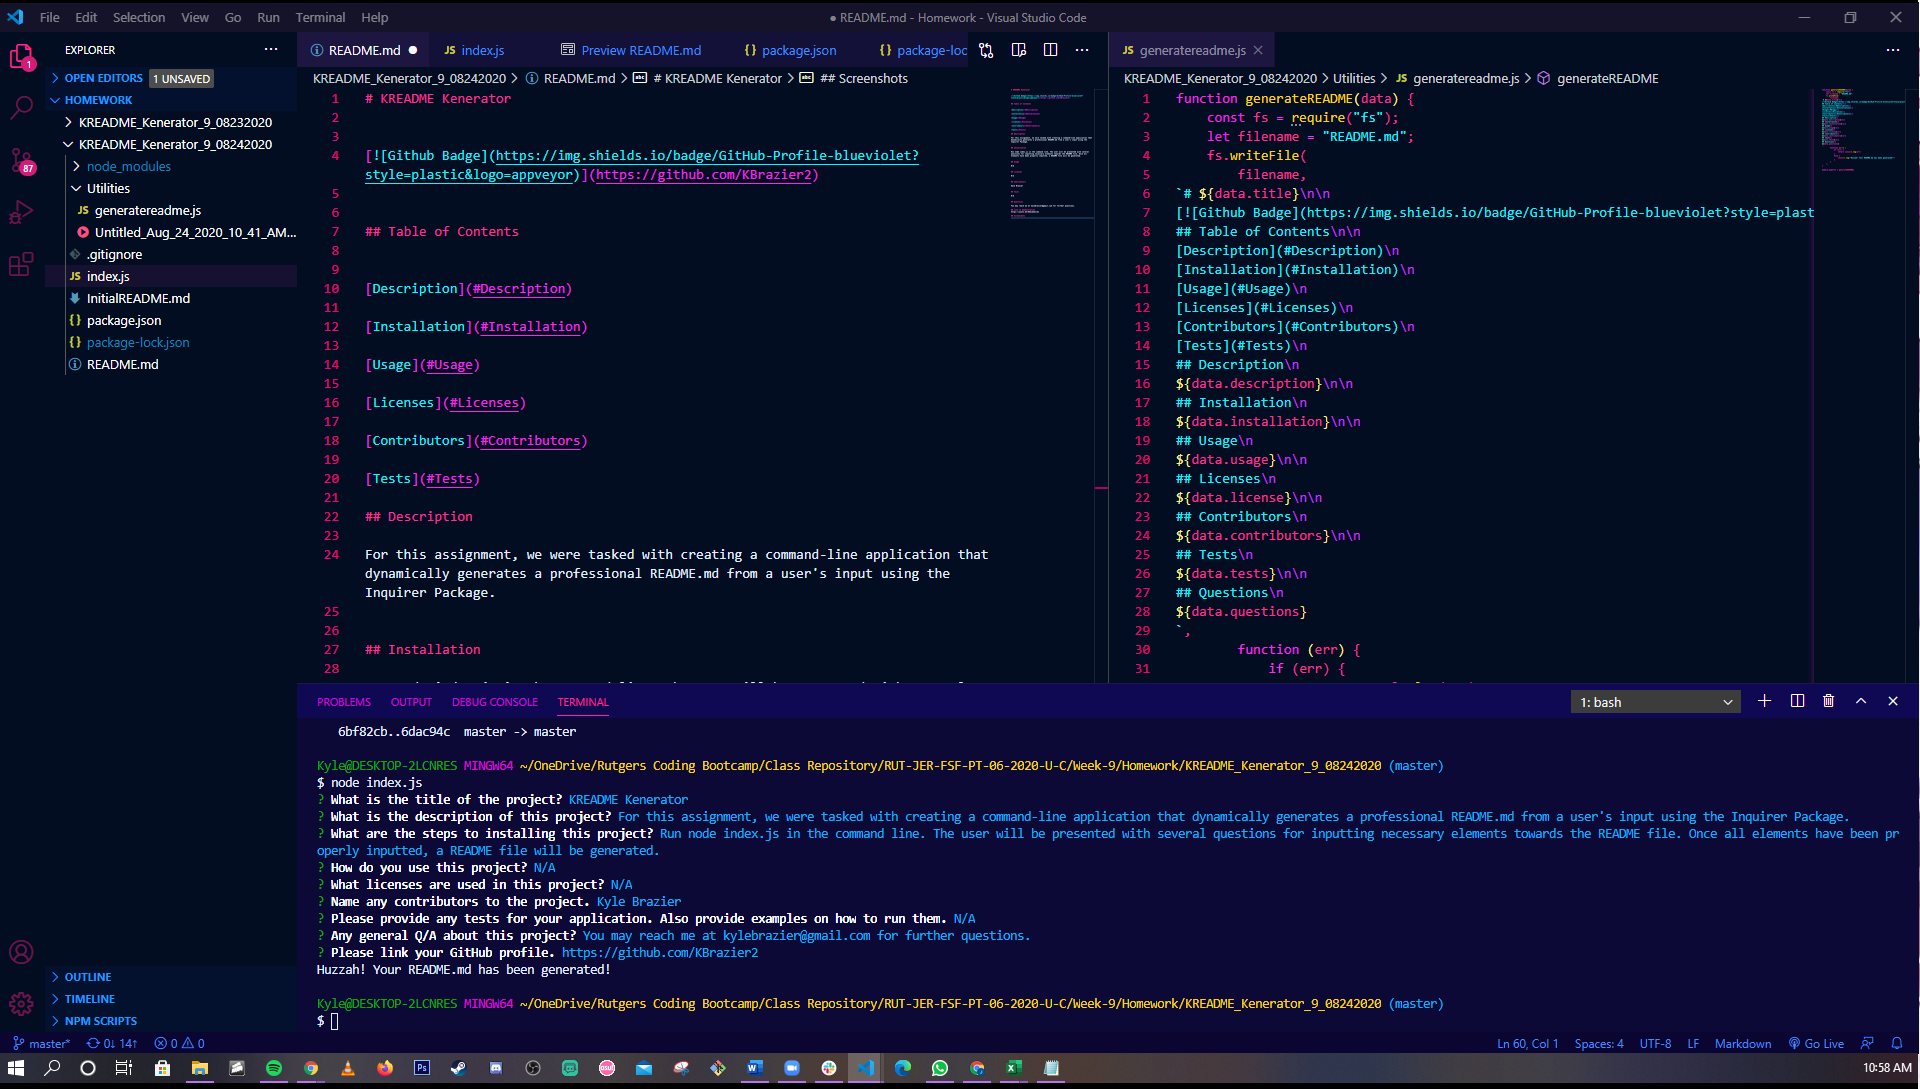 File Edit Selection View Go Run Terminal Help
● README.md - Homework - Visual Studio Code
EXPLORER
OPEN EDITORS 1 UNSAVED
HOMEWORK
KREADME_Kenerator_9_08232020
KREADME_Kenerator_9_08242020
node_modules
Utilities
JS generatereadme.js
Untitled_Aug_24_2020_10_41_AM...
.gitignore
JS index.js
InitialREADME.md
{} package.json
{} package-lock.json
README.md
OUTLINE
TIMELINE
NPM SCRIPTS
1
87
README.md ● JS index.js Preview README.md {} package.json {} package-loc
KREADME_Kenerator_9_08242020 > README.md > # KREADME Kenerator > ## Screenshots
1 # KREADME Kenerator
2
3
4 [![Github Badge](https://img.shields.io/badge/GitHub-Profile-blueviolet?
style=plastic&logo=appveyor)](https://github.com/KBrazier2)
5
6
7 ## Table of Contents
8
9
10 [Description](#Description)
11
12 [Installation](#Installation)
13
14 [Usage](#Usage)
15
16 [Licenses](#Licenses)
17
18 [Contributors](#Contributors)
19
20 [Tests](#Tests)
21
22 ## Description
23
24 For this assignment, we were tasked with creating a command-line application that
dynamically generates a professional README.md from a user's input using the
Inquirer Package.
25
26
27 ## Installation
28
JS generatereadme.js
KREADME_Kenerator_9_08242020 > Utilities > JS generatereadme.js > generateREADME
1 function generateREADME(data) {
2 const fs = require("fs");
3 let filename = "README.md";
4 fs.writeFile(
5 filename,
6 `# ${data.title}\n\n
7 [![Github Badge](https://img.shields.io/badge/GitHub-Profile-blueviolet?style=plast
8 ## Table of Contents\n\n
9 [Description](#Description)\n
10 [Installation](#Installation)\n
11 [Usage](#Usage)\n
12 [Licenses](#Licenses)\n
13 [Contributors](#Contributors)\n
14 [Tests](#Tests)\n
15 ## Description\n
16 ${data.description}\n\n
17 ## Installation\n
18 ${data.installation}\n\n
19 ## Usage\n
20 ${data.usage}\n\n
21 ## Licenses\n
22 ${data.license}\n\n
23 ## Contributors\n
24 ${data.contributors}\n\n
25 ## Tests\n
26 ${data.tests}\n\n
27 ## Questions\n
28 ${data.questions}
29 `,
30 function (err) {
31 if (err) {
PROBLEMS OUTPUT DEBUG CONSOLE TERMINAL
1: bash
6bf82cb..6dac94c master -> master
Kyle@DESKTOP-2LCNRES MINGW64 ~/OneDrive/Rutgers Coding Bootcamp/Class Repository/RUT-JER-FSF-PT-06-2020-U-C/Week-9/Homework/KREADME_Kenerator_9_08242020 (master)
$ node index.js
? What is the title of the project? KREADME Kenerator
? What is the description of this project? For this assignment, we were tasked with creating a command-line application that dynamically generates a professional README.md from a user's input using the Inquirer Package.
? What are the steps to installing this project? Run node index.js in the command line. The user will be presented with several questions for inputting necessary elements towards the README file. Once all elements have been pr
operly inputted, a README file will be generated.
? How do you use this project? N/A
? What licenses are used in this project? N/A
? Name any contributors to the project. Kyle Brazier
? Please provide any tests for your application. Also provide examples on how to run them. N/A
? Any general Q/A about this project? You may reach me at kylebrazier@gmail.com for further questions.
? Please link your GitHub profile. https://github.com/KBrazier2
Huzzah! Your README.md has been generated!
Kyle@DESKTOP-2LCNRES MINGW64 ~/OneDrive/Rutgers Coding Bootcamp/Class Repository/RUT-JER-FSF-PT-06-2020-U-C/Week-9/Homework/KREADME_Kenerator_9_08242020 (master)
$
master* 0↓ 14↑ 0 0
Ln 60, Col 1 Spaces: 4 UTF-8 LF Markdown Go Live
10:58 AM